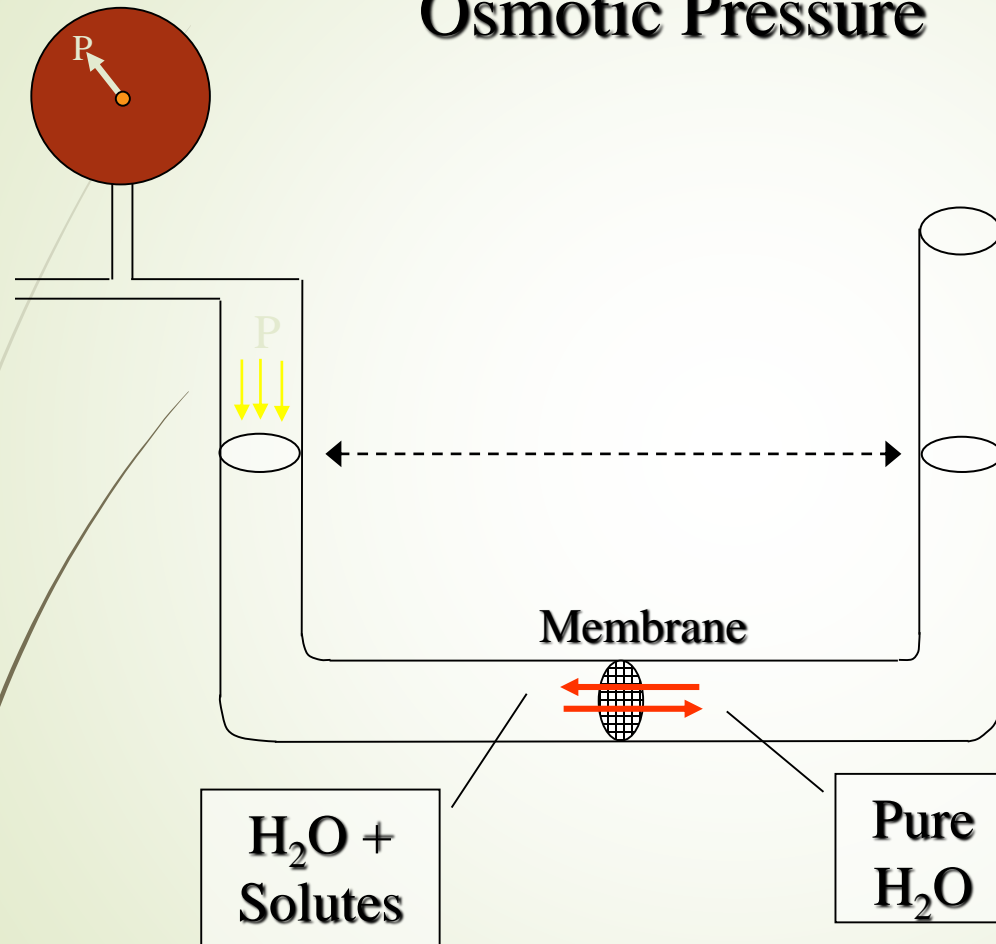 Osmotic Pressure
P
P
Membrane
H₂O +
Solutes
Pure
H₂O